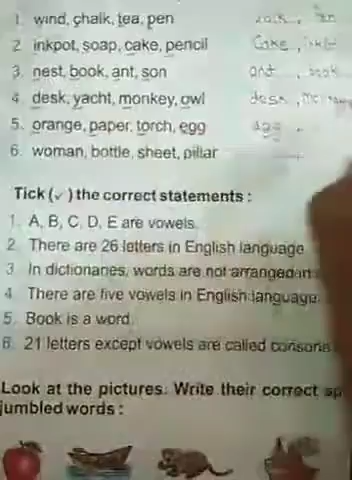 1. wind, chalk, tea, pen
2. inkpot, soap, cake, pencil Cake,
3. nest, book, ant, son book
4. desk, yacht, monkey, owl desk,
5. orange, paper, torch, egg egg,
6. woman, bottle, sheet, pillar
Tick (✓) the correct statements :
1. A, B, C, D, E are vowels.
2. There are 26 letters in English language
3. In dictionaries, words are not arranged in
4. There are five vowels in English language.
5. Book is a word.
6. 21 letters except vowels are called
Look at the pictures. Write their correct
jumbled words :